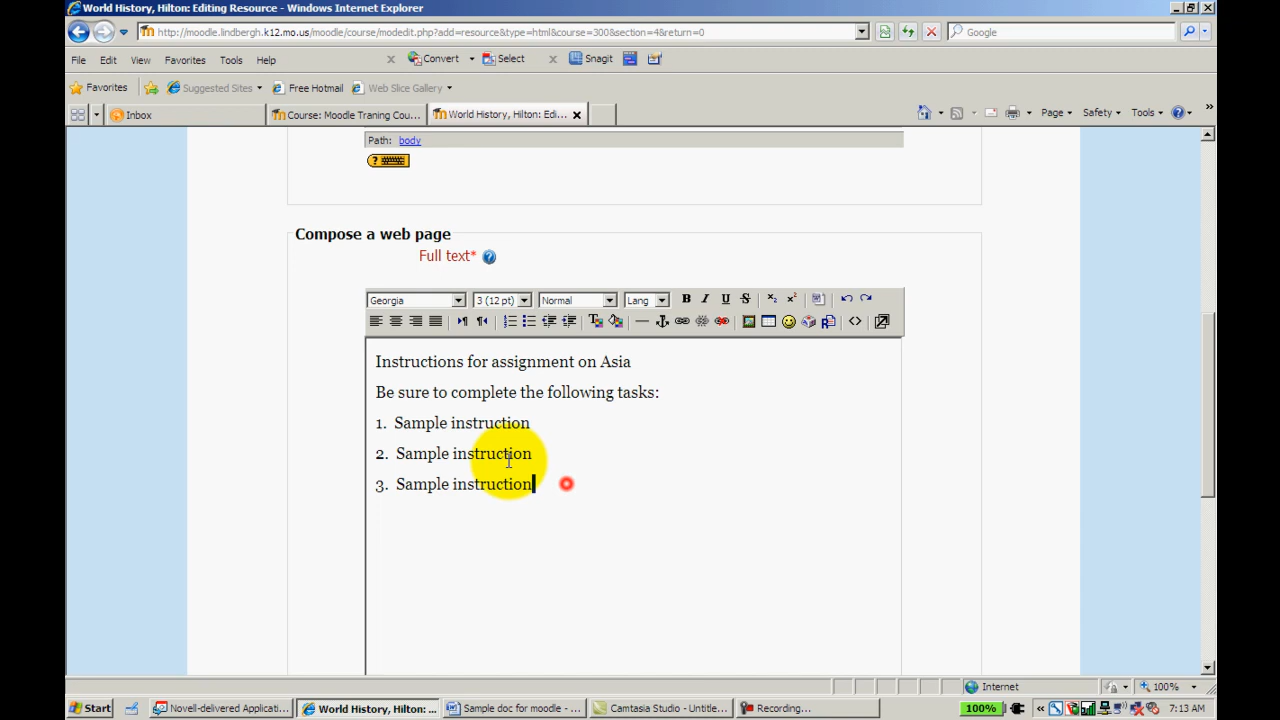 World History, Hilton: Editing Resource - Windows Internet Explorer
http://moodle.lindbergh.k12.mo.us/moodle/course/modedit.php?add=resource&type=html&course=300&section=4&return=0
Google
File Edit View Favorites Tools Help
Convert Select Snagit
Favorites Suggested Sites Free Hotmail Web Slice Gallery
Inbox Course: Moodle Traning Cou... World History, Hilton: Edi...
Page Safety Tools
Path: body
Compose a web page
Full text*
Georgia 3 (12 pt) Normal Lang B I U S
Instructions for assignment on Asia
Be sure to complete the following tasks:
1. Sample instruction
2. Sample instruction
3. Sample instruction
Internet 100%
Start Novell-delivered Applicati... World History, Hilton: ... Sample doc for moodle - ... Camtasia Studio - Untitle... Recording... 100% 7:13 AM